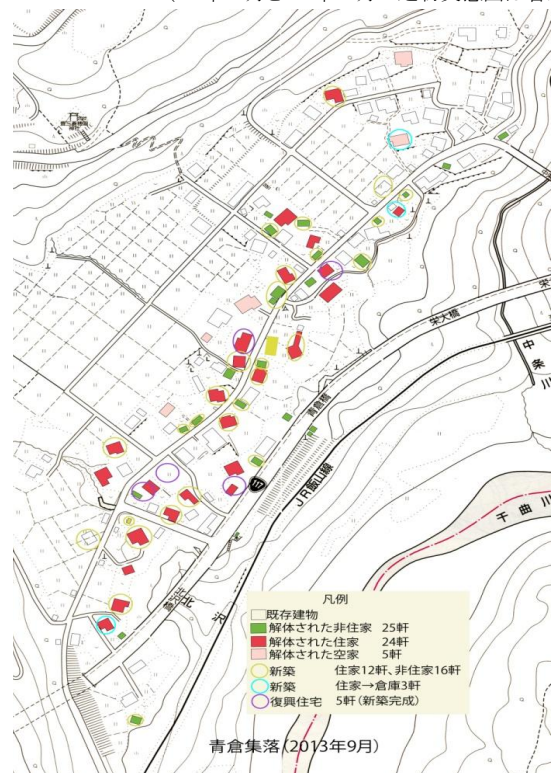 栄大橋
栄
中条川
青倉橋
117
JR飯山線
千曲川
北沢
凡例
既存建物
解体された非住家 25軒
解体された住家 24軒
解体された空家 5軒
新築 住家12軒、非住家16軒
新築 住家→倉庫3軒
復興住宅 5軒(新築完成)
青倉集落(2013年9月)